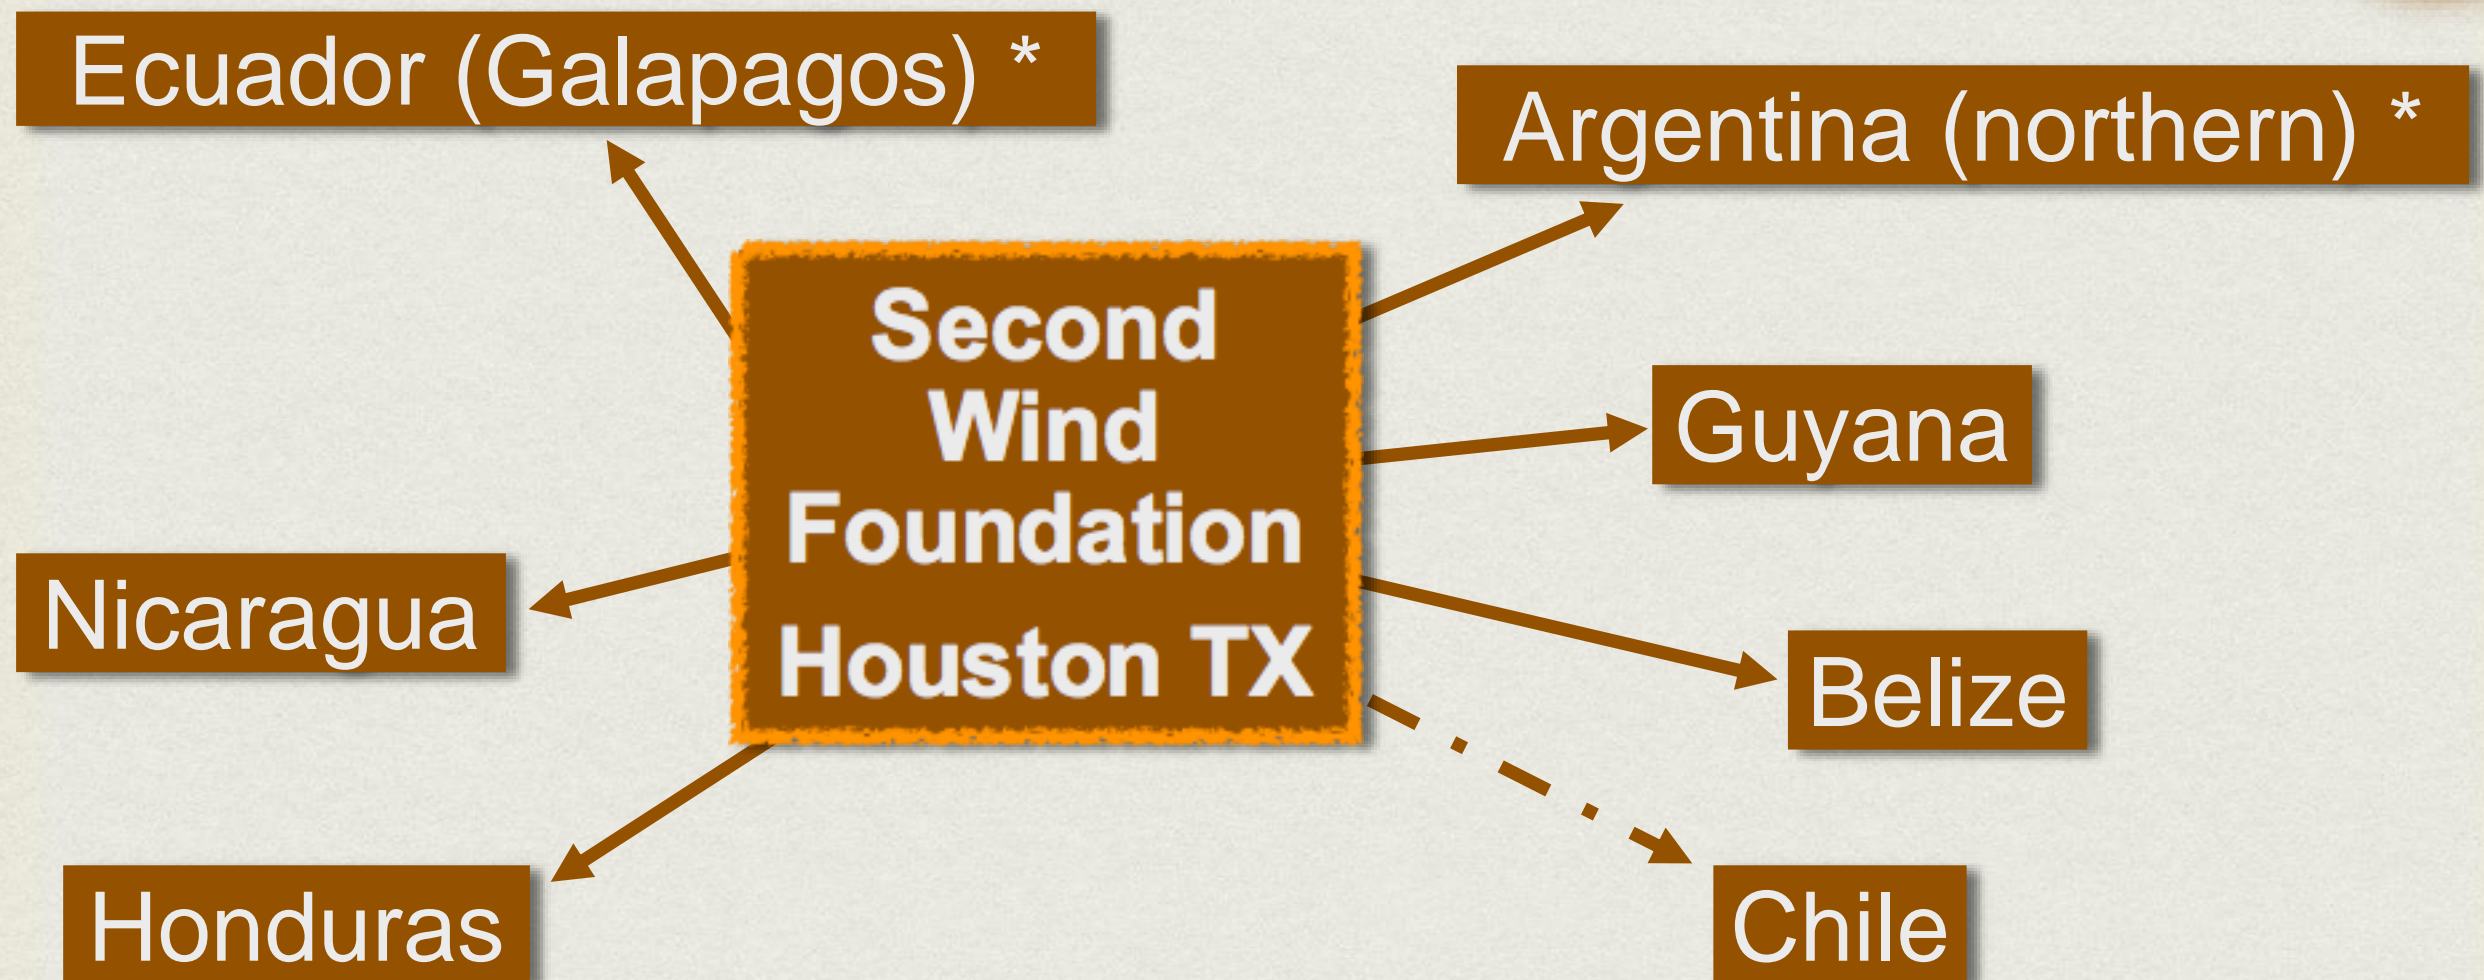 Ecuador (Galapagos) *
Argentina (northern) *
Second
Wind
Foundation
Houston TX
Guyana
Nicaragua
Belize
Honduras
Chile